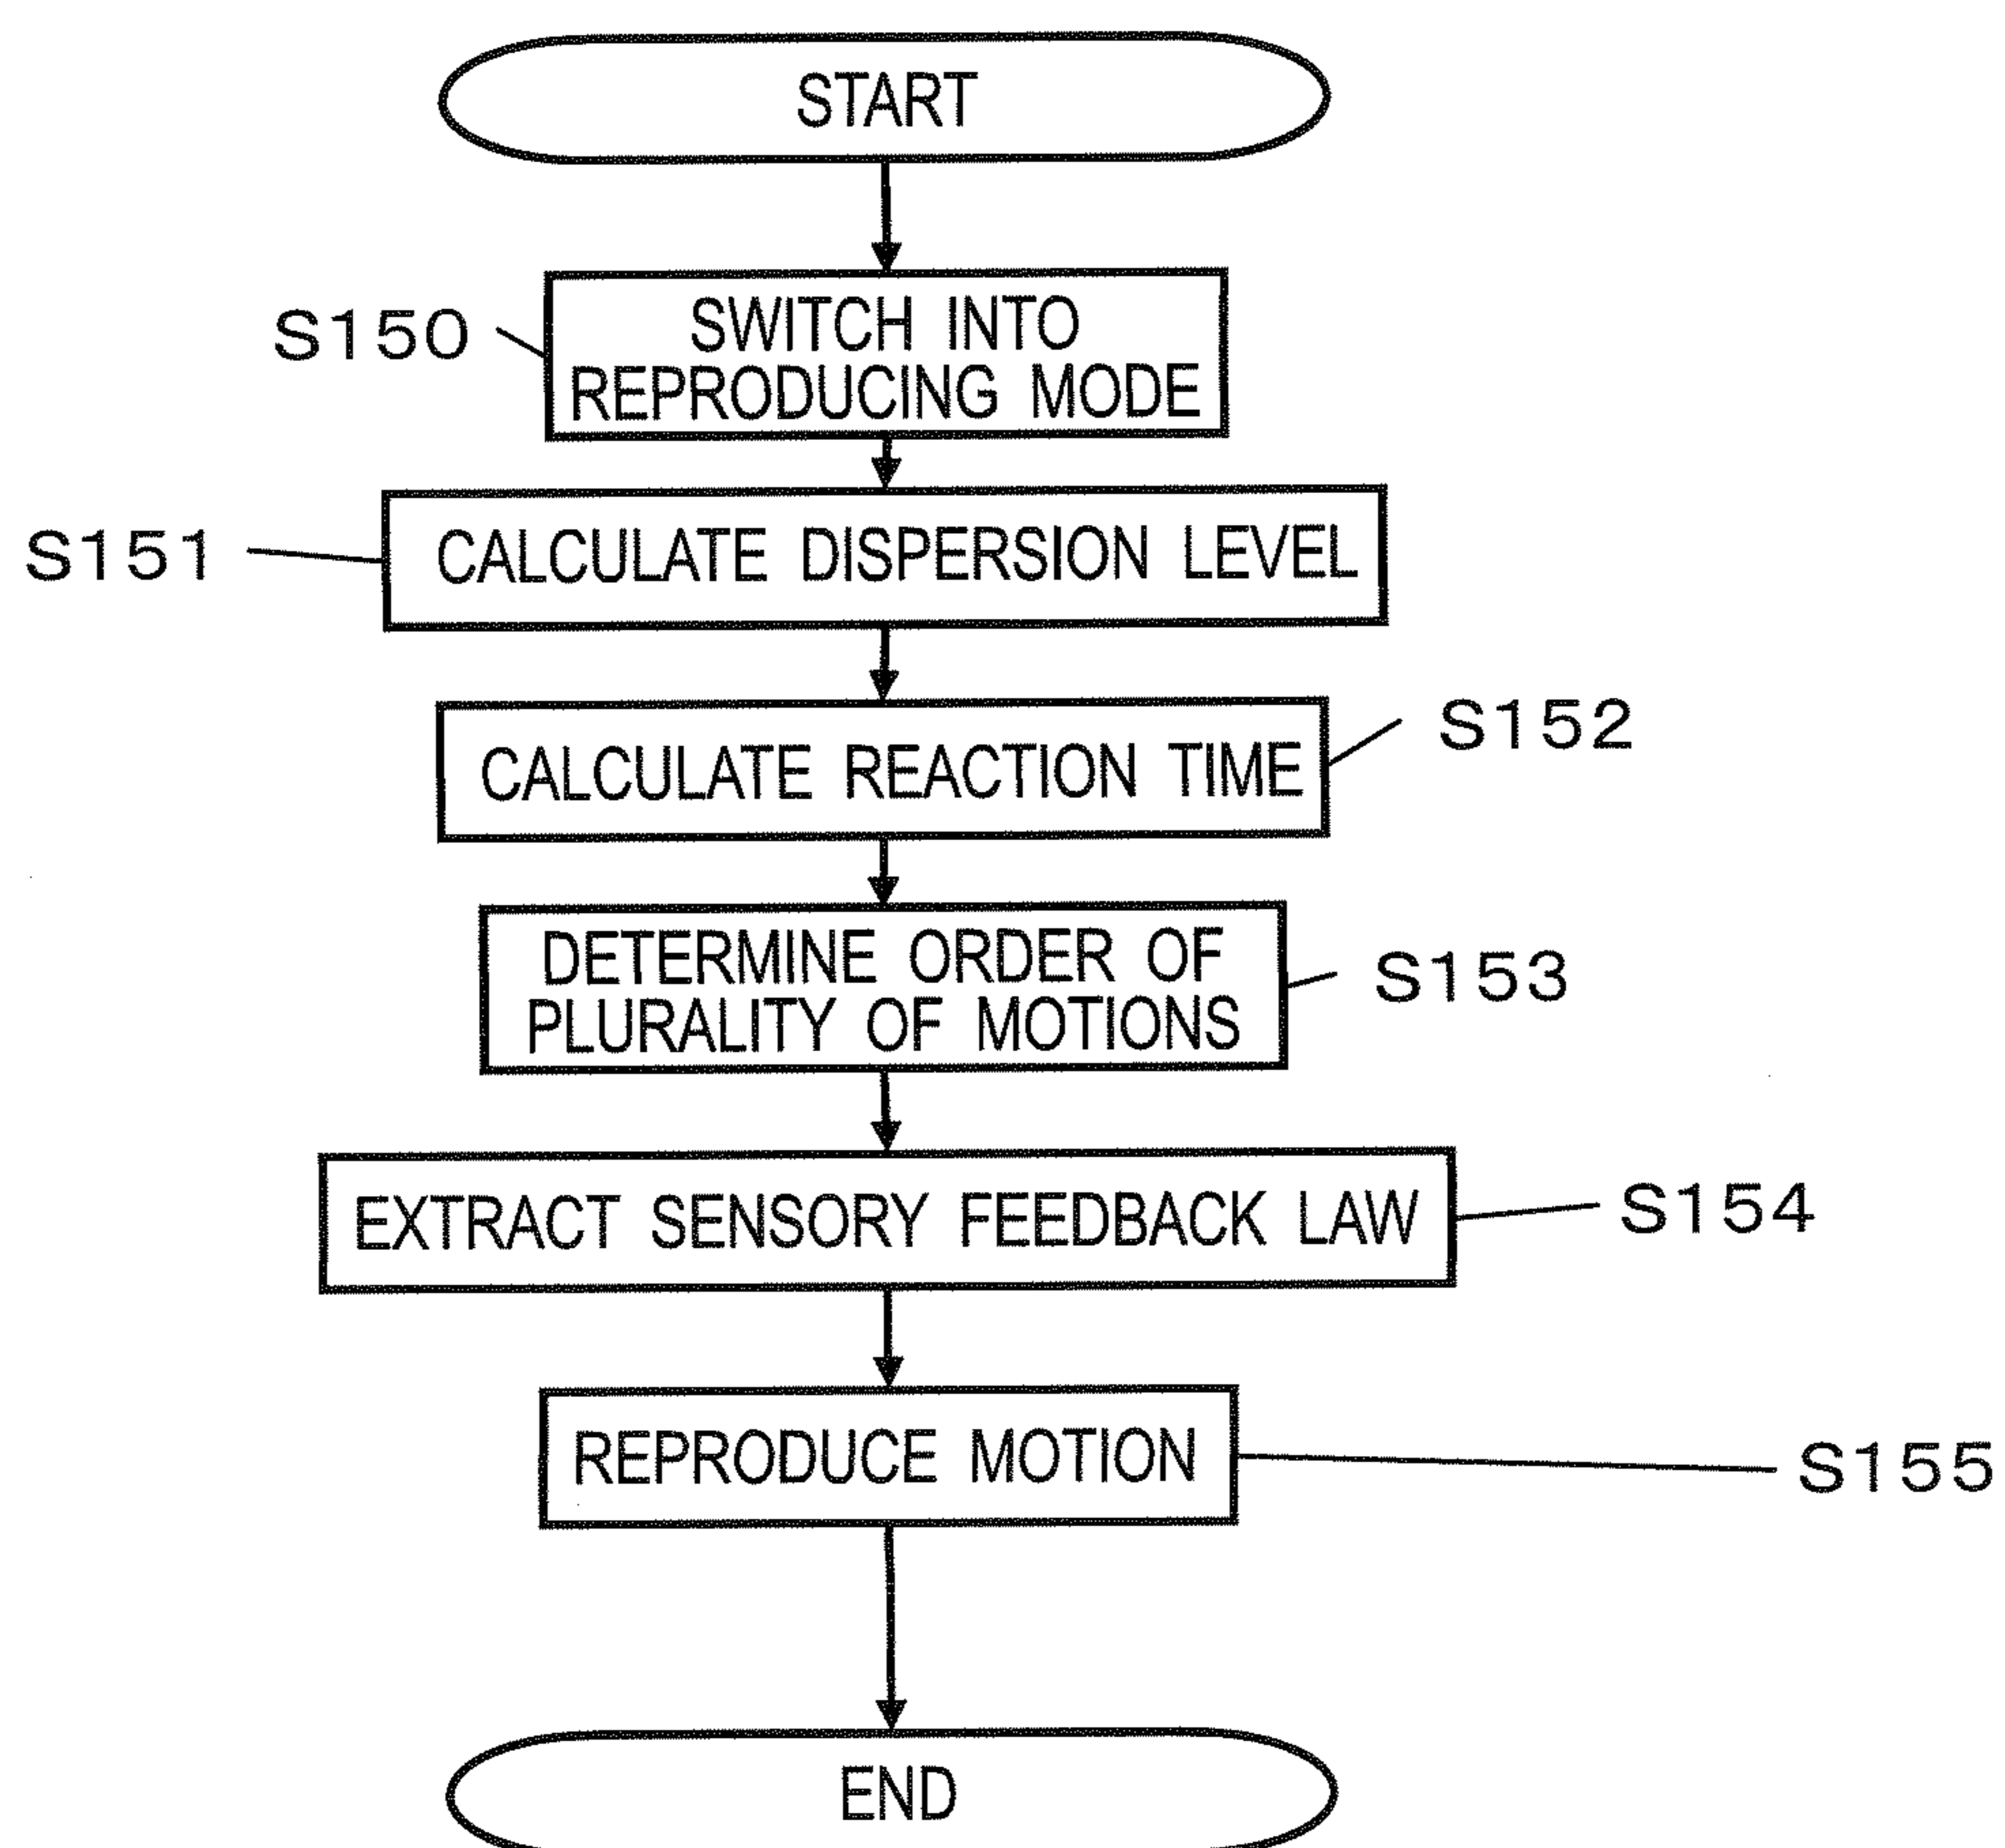 START
S150
SWITCH INTO
REPRODUCING MODE
S151
CALCULATE DISPERSION LEVEL
CALCULATE REACTION TIME
S152
DETERMINE ORDER OF
PLURALITY OF MOTIONS
S153
EXTRACT SENSORY FEEDBACK LAW
S154
REPRODUCE MOTION
S155
END